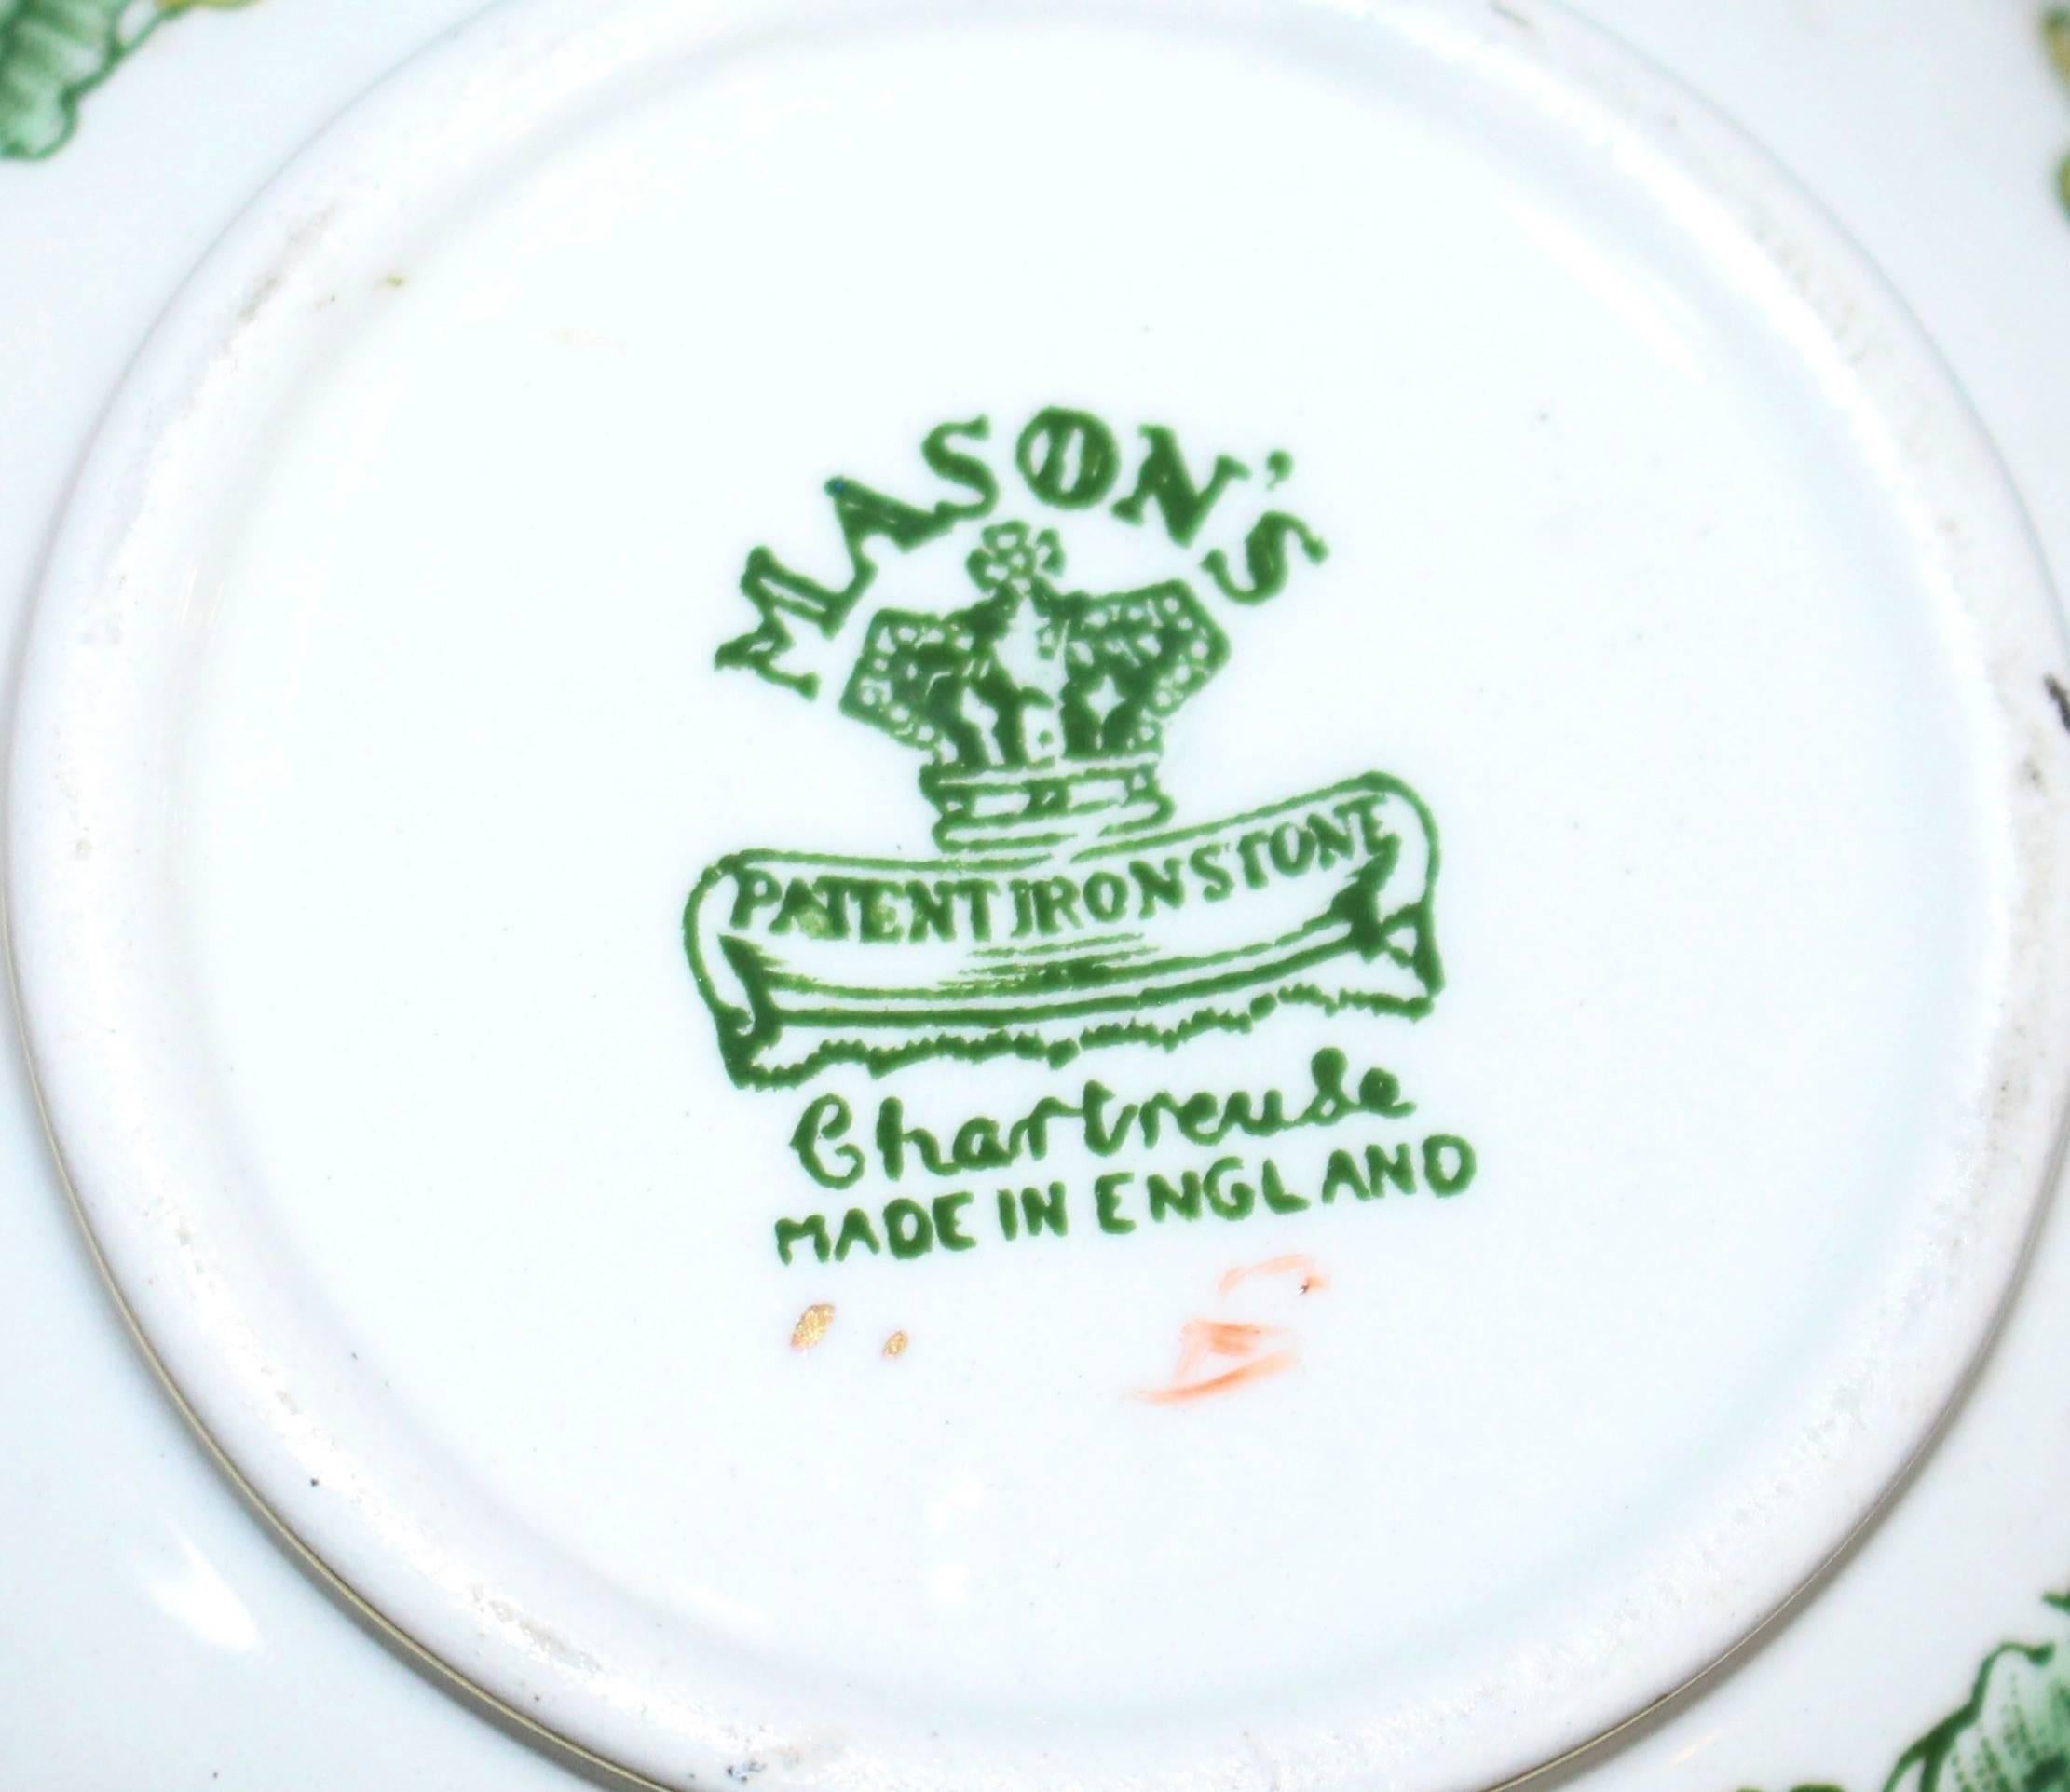 MASON'S
PATENT IRONSTONE
Chartreuse
MADE IN ENGLAND